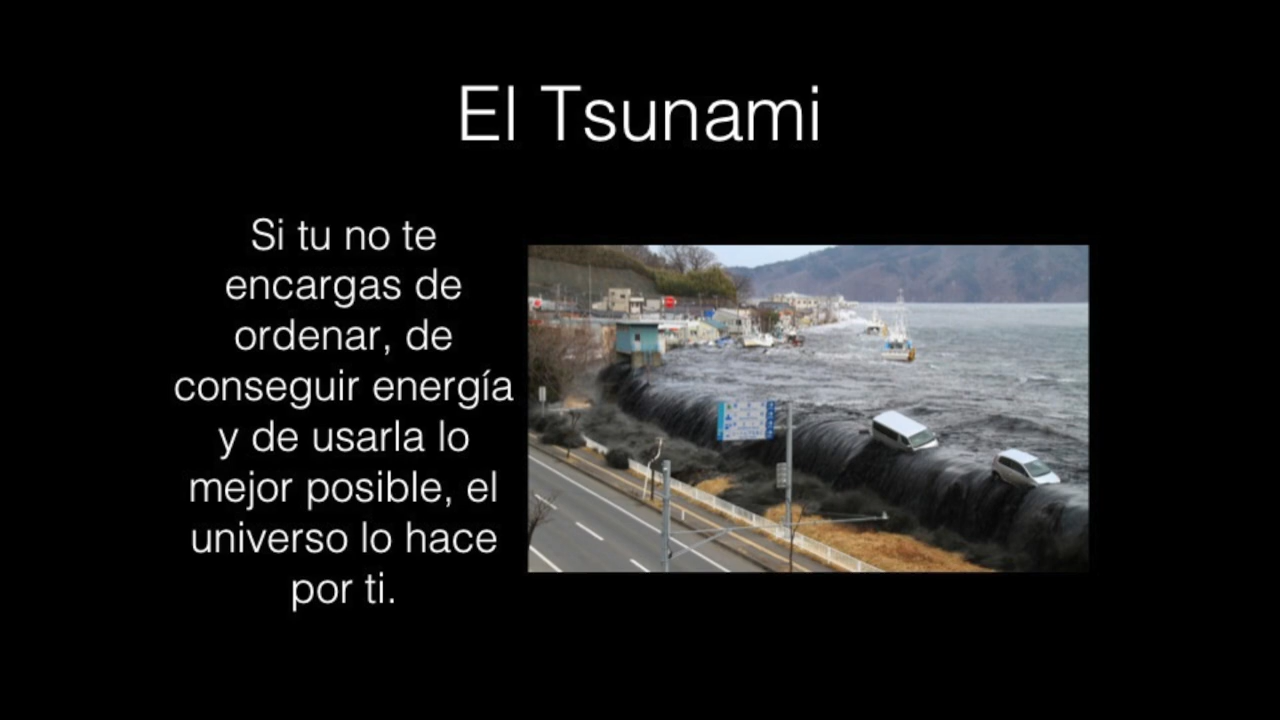 El Tsunami
Si tu no te
encargas de
ordenar, de
conseguir energía
y de usarla lo
mejor posible, el
universo lo hace
por ti.